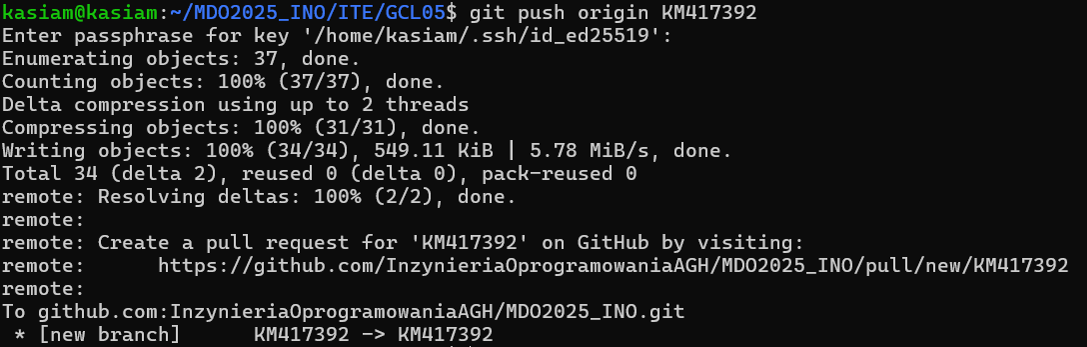 kasiam@kasiam:~/MDO2025_INO/ITE/GCL05$ git push origin KM417392
Enter passphrase for key '/home/kasiam/.ssh/id_ed25519':
Enumerating objects: 37, done.
Counting objects: 100% (37/37), done.
Delta compression using up to 2 threads
Compressing objects: 100% (31/31), done.
Writing objects: 100% (34/34), 549.11 KiB | 5.78 MiB/s, done.
Total 34 (delta 2), reused 0 (delta 0), pack-reused 0
remote: Resolving deltas: 100% (2/2), done.
remote:
remote: Create a pull request for 'KM417392' on GitHub by visiting:
remote:      https://github.com/InzynieriaOprogramowaniaAGH/MDO2025_INO/pull/new/KM417392
remote:
To github.com:InzynieriaOprogramowaniaAGH/MDO2025_INO.git
 * [new branch]      KM417392 -> KM417392